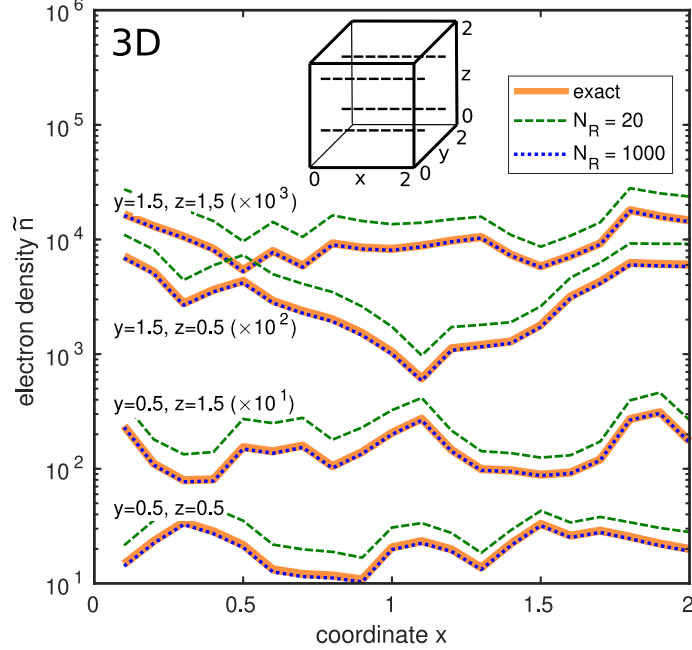 3D
2
z
0
2
y
0
0
x
2
exact
N_R = 20
N_R = 1000
10^6
10^5
10^4
10^3
10^2
10^1
electron density ñ
y=1.5, z=1,5 (×10^3)
y=1.5, z=0.5 (×10^2)
y=0.5, z=1.5 (×10^1)
y=0.5, z=0.5
0
0.5
1
1.5
2
coordinate x